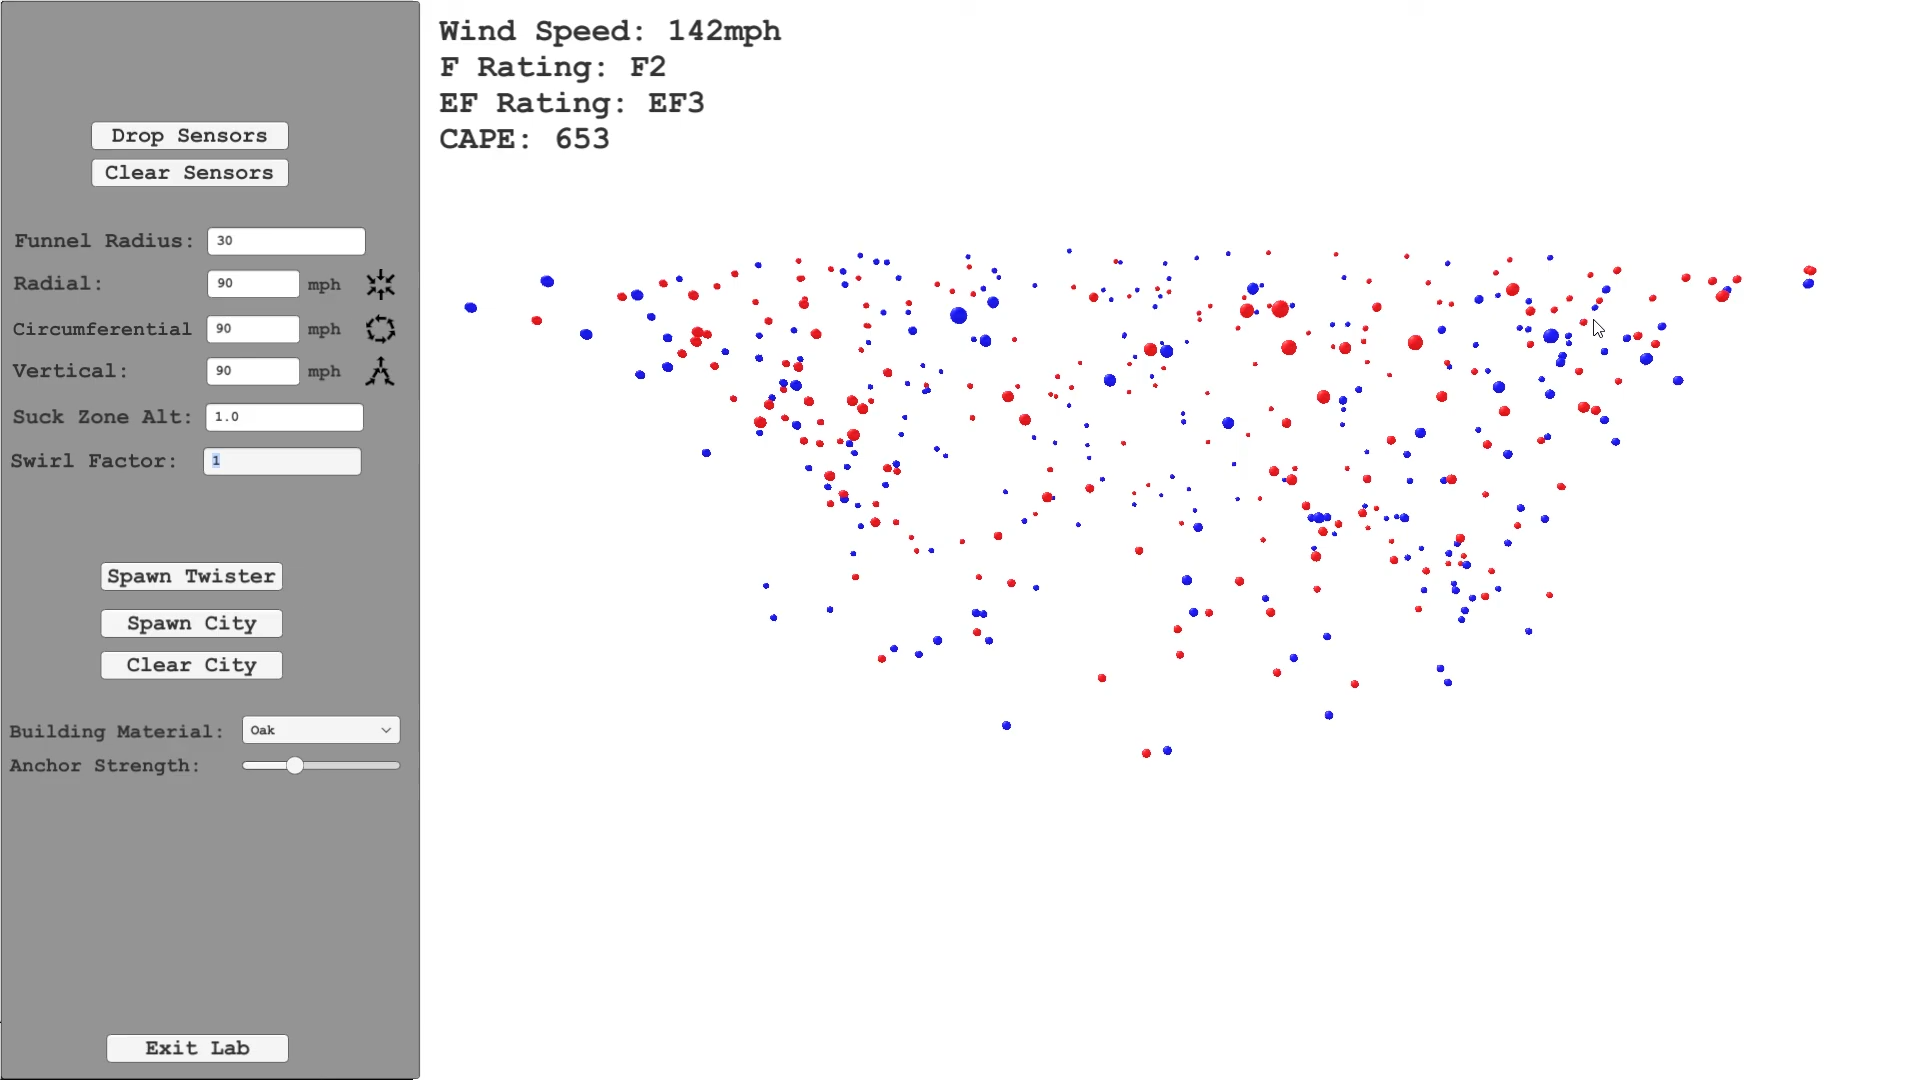 Wind Speed: 142mph
F Rating: F2
EF Rating: EF3
CAPE: 653
Drop Sensors
Clear Sensors
Funnel Radius: 30
Radial: 90 mph
Circumferential 90 mph
Vertical: 90 mph
Suck Zone Alt: 1.0
Swirl Factor: 1
Spawn Twister
Spawn City
Clear City
Building Material: Oak
Anchor Strength:
Exit Lab